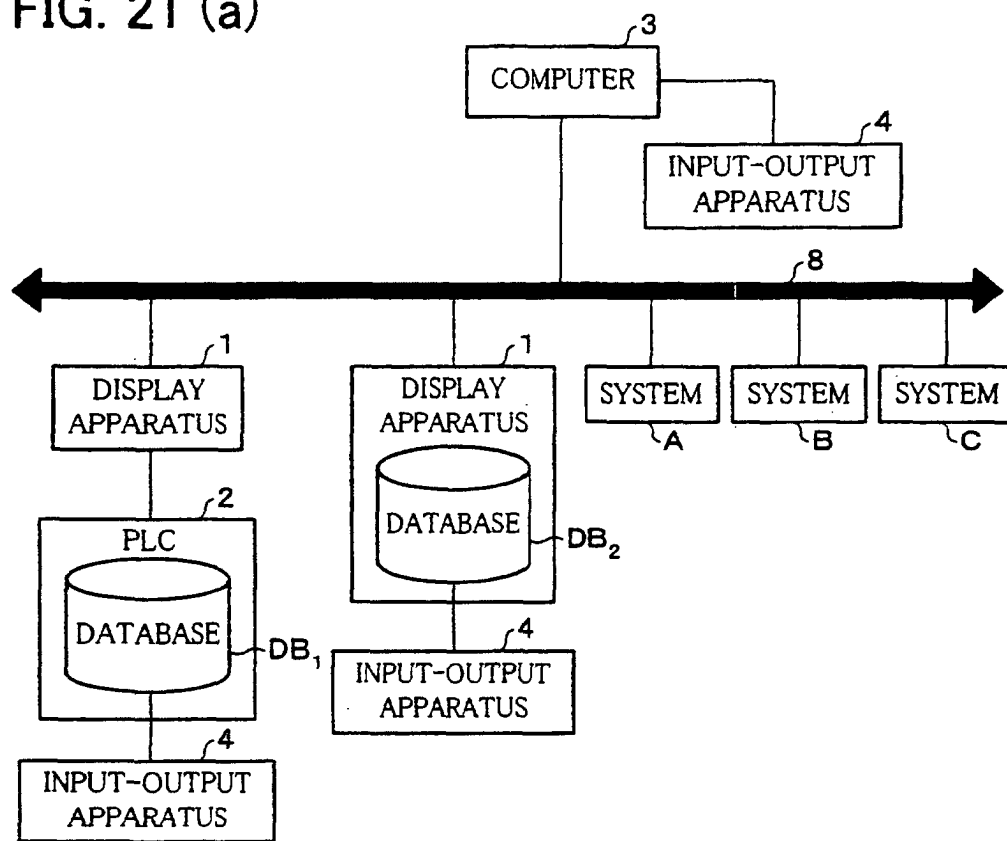 FIG. 21 (a)
3
COMPUTER
4
INPUT-OUTPUT
APPARATUS
8
1
DISPLAY
APPARATUS
1
DISPLAY
APPARATUS
DATABASE
DB2
SYSTEM
A
SYSTEM
B
SYSTEM
C
2
PLC
DATABASE
DB1
4
INPUT-OUTPUT
APPARATUS
4
INPUT-OUTPUT
APPARATUS